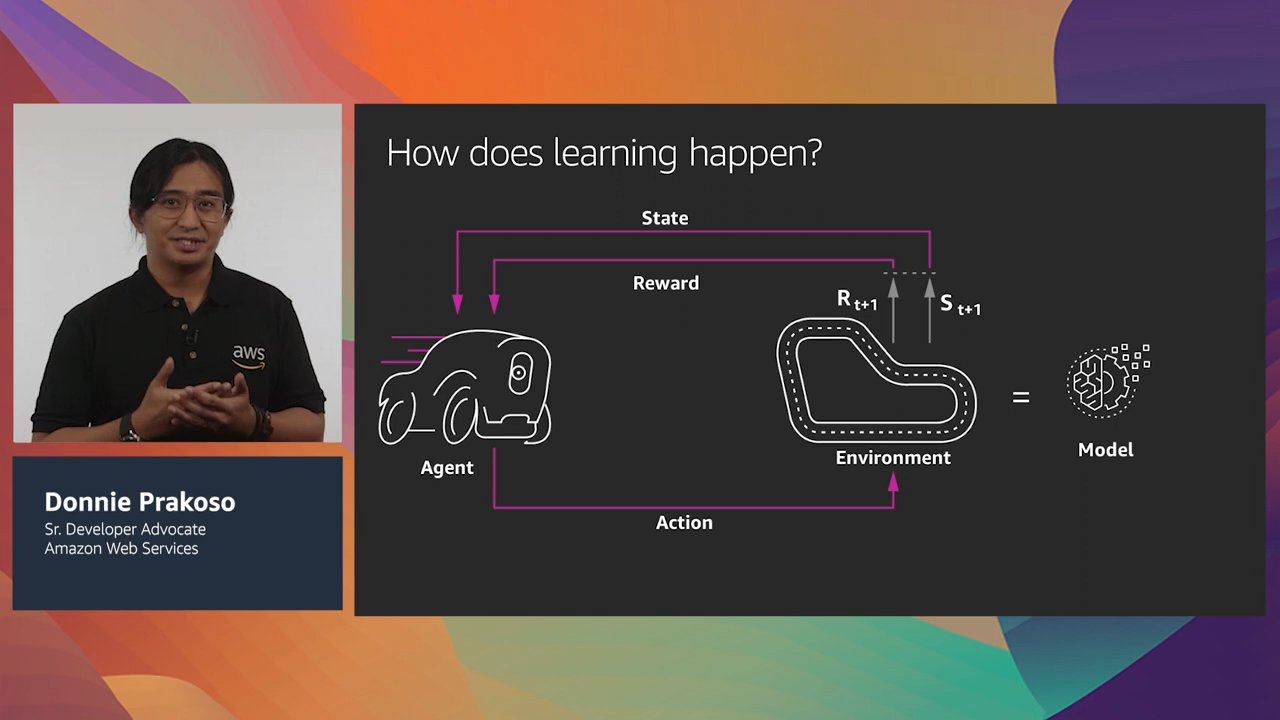 How does learning happen?
State
Reward
R t+1
S t+1
Agent
Environment
=
Model
Action
aws
Donnie Prakoso
Sr. Developer Advocate
Amazon Web Services